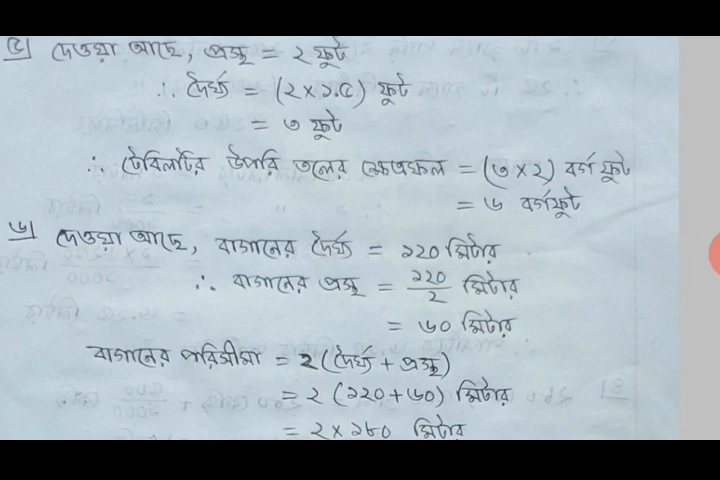 ৫| দেওয়া আছে, প্রস্থ = ২ ফুট
∴ দৈর্ঘ্য = (২ × ১.৫) ফুট
= ৩ ফুট
∴ টেবিলটির উপরি তলের ক্ষেত্রফল = (৩ × ২) বর্গ ফুট
= ৬ বর্গফুট
৬| দেওয়া আছে, বাগানের দৈর্ঘ্য = ১২০ মিটার
∴ বাগানের প্রস্থ = ১২০/২ মিটার
= ৬০ মিটার
বাগানের পরিসীমা = ২ (দৈর্ঘ্য + প্রস্থ)
= ২ (১২০ + ৬০) মিটার
= ২ × ১৮০ মিটার